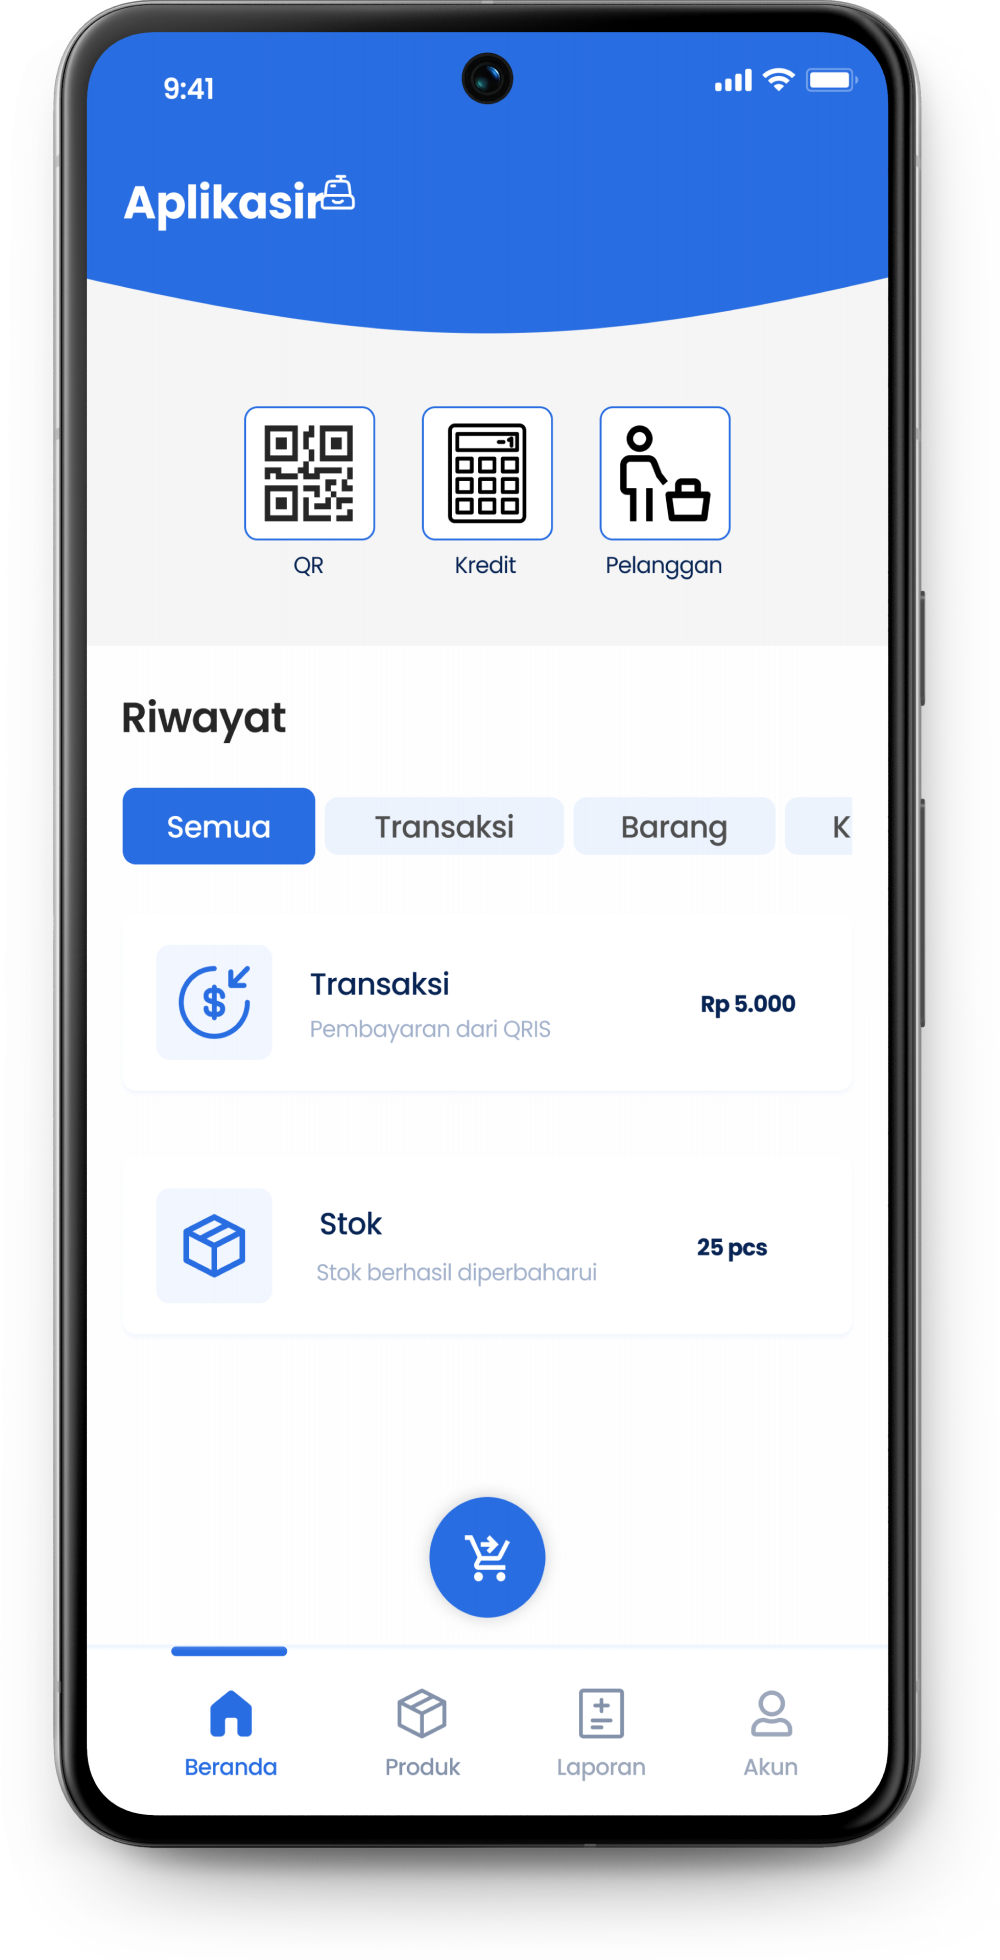 9:41
Aplikasir
QR
Kredit
Pelanggan
Riwayat
Semua
Transaksi
Barang
K
Transaksi
Pembayaran dari QRIS
Rp 5.000
Stok
Stok berhasil diperbaharui
25 pcs
Beranda
Produk
Laporan
Akun